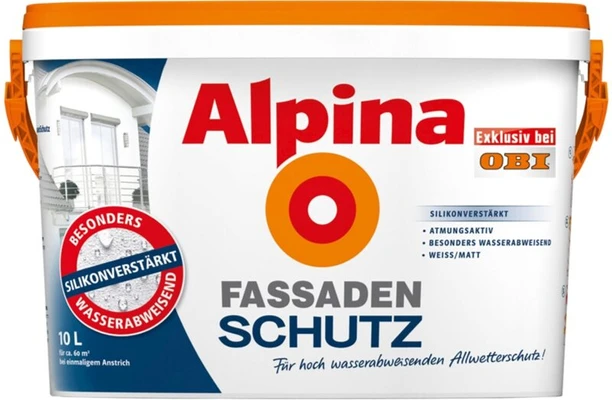 Alpina
Exklusiv bei
OBI
SILIKONVERSTÄRKT
• ATMUNGSAKTIV
• BESONDERS WASSERABWEISEND
• WEISS/MATT
BESONDERS
SILIKONVERSTÄRKT
WASSERABWEISEND
10 L
für ca. 60 m²
bei einmaligem Anstrich
FASSADEN
SCHUTZ
Für hoch wasserabweisenden Allwetterschutz!